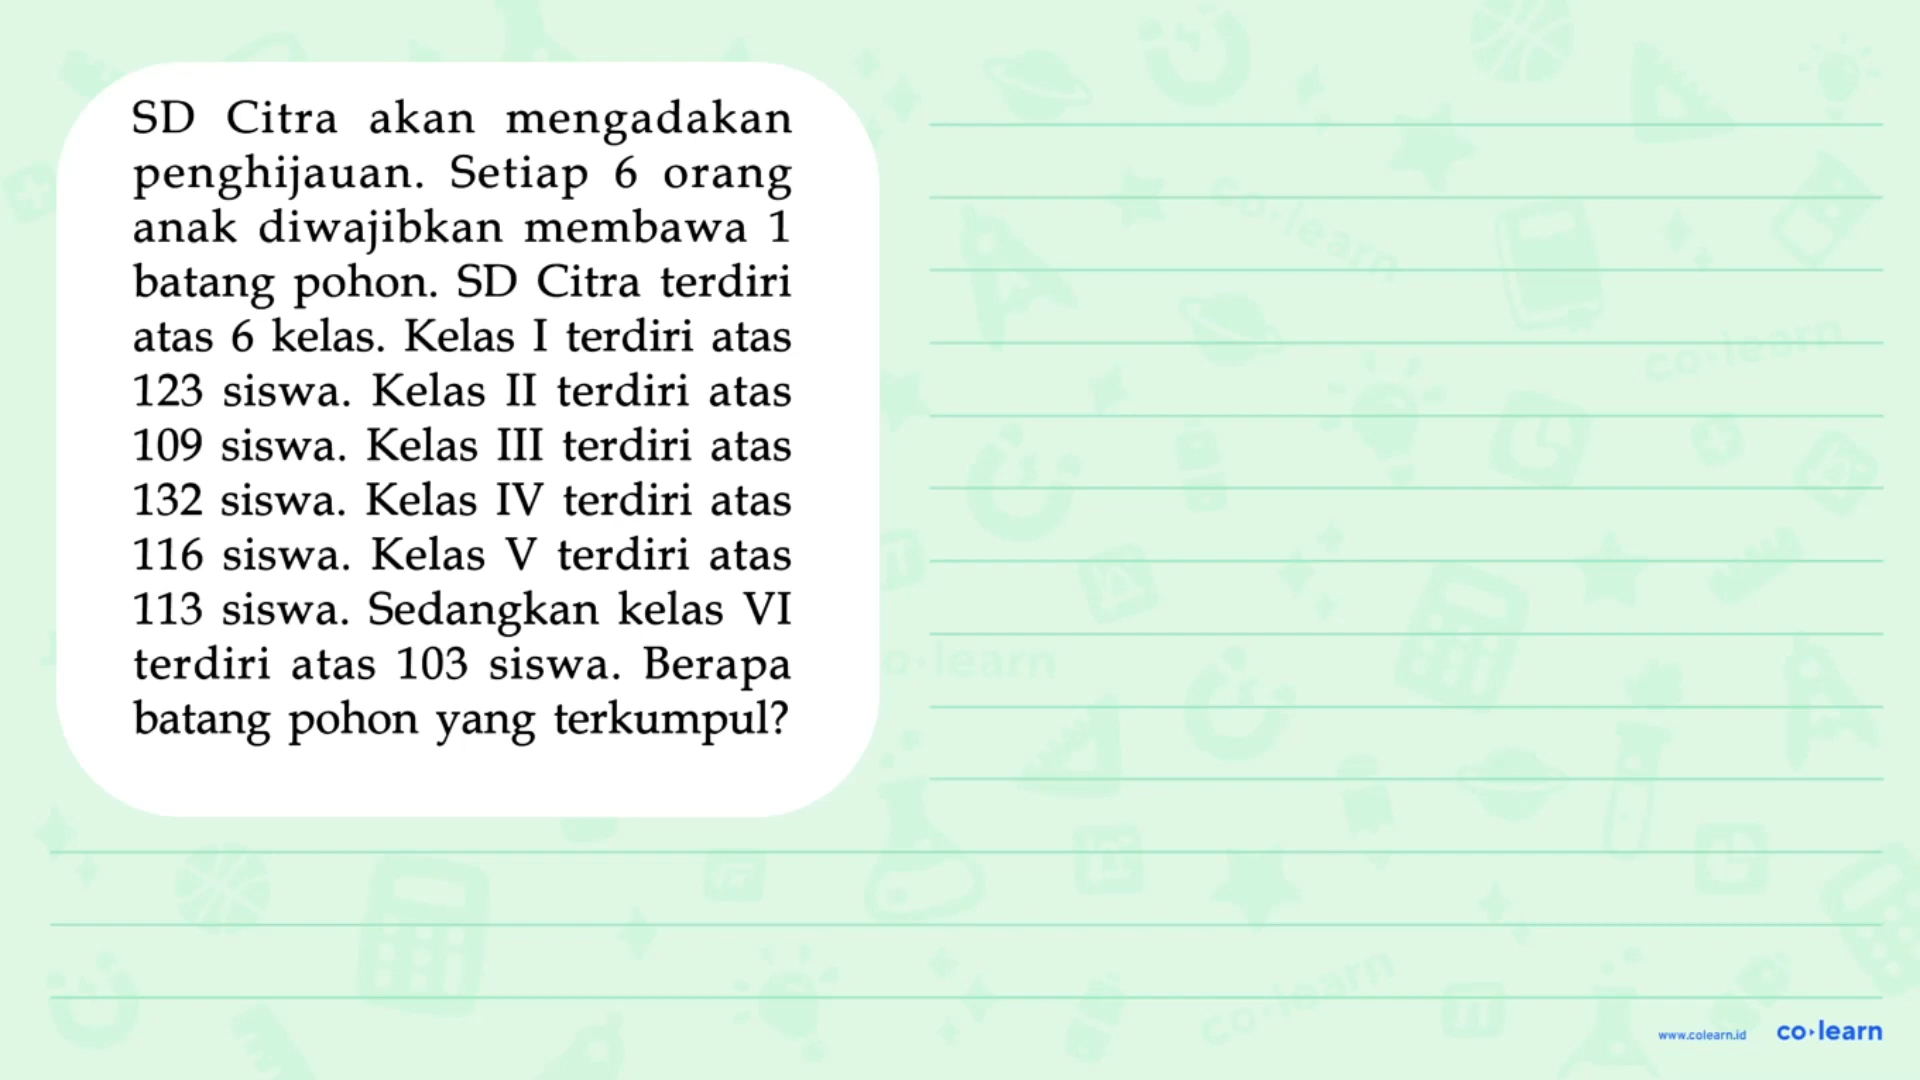 SD Citra akan mengadakan
penghijauan. Setiap 6 orang
anak diwajibkan membawa 1
batang pohon. SD Citra terdiri
atas 6 kelas. Kelas I terdiri atas
123 siswa. Kelas II terdiri atas
109 siswa. Kelas III terdiri atas
132 siswa. Kelas IV terdiri atas
116 siswa. Kelas V terdiri atas
113 siswa. Sedangkan kelas VI
terdiri atas 103 siswa. Berapa
batang pohon yang terkumpul?
www.colearn.id co·learn